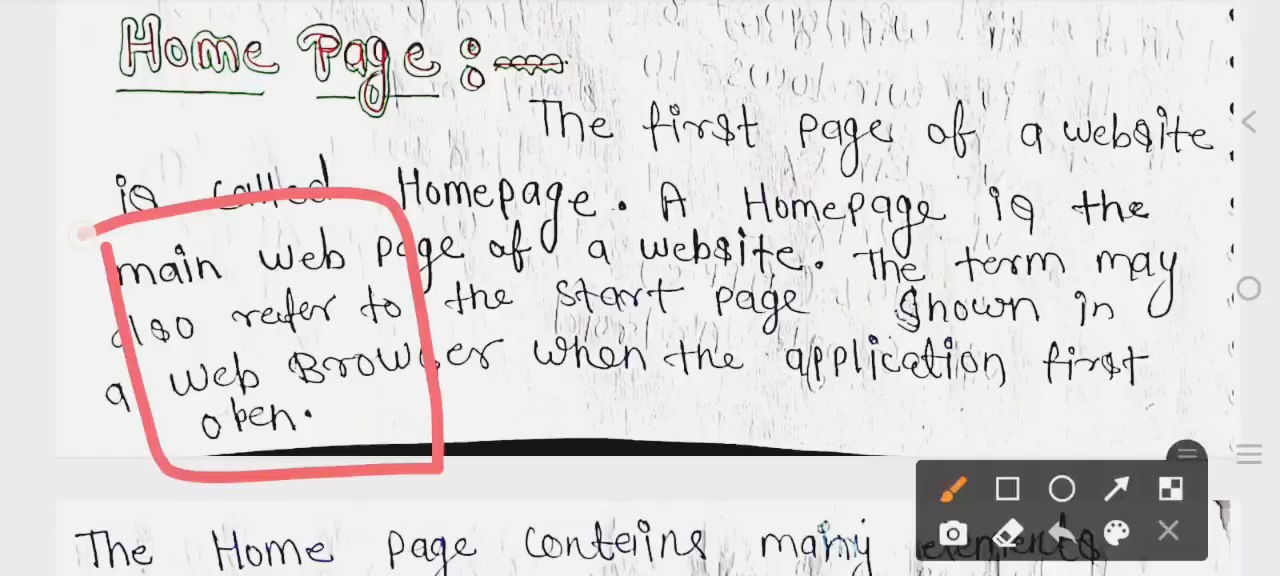 Home Page :
The first page of a website
is called Homepage. A Homepage is the
main web page of a website. The term may
also refer to the start page shown in
a web Browser when the application first
open.
The Home page conteins many elements